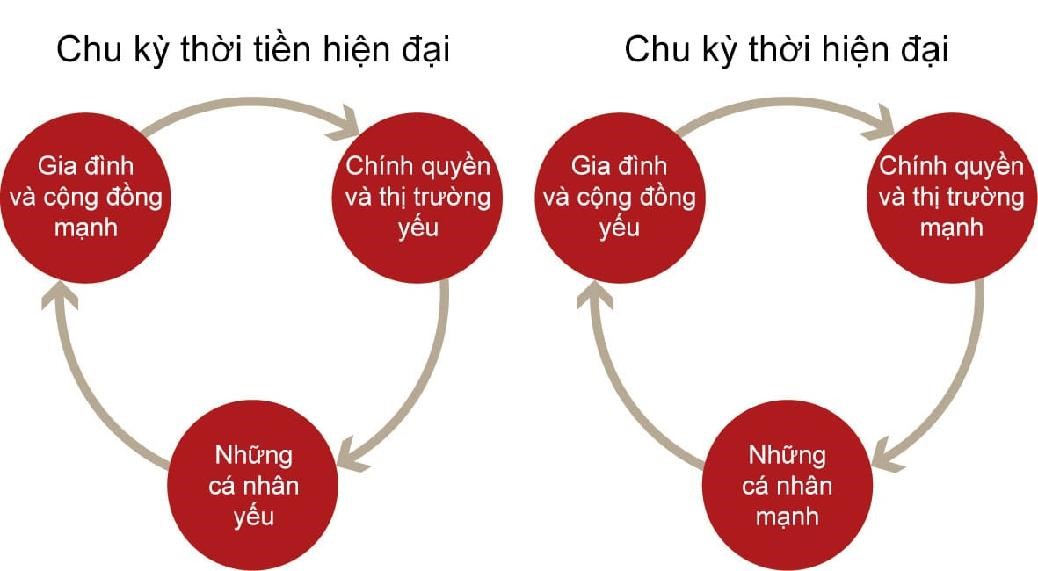 Chu kỳ thời tiền hiện đại
Gia đình
và cộng đồng
mạnh
Chính quyền
và thị trường
yếu
Những
cá nhân
yếu
Chu kỳ thời hiện đại
Gia đình
và cộng đồng
yếu
Chính quyền
và thị trường
mạnh
Những
cá nhân
mạnh